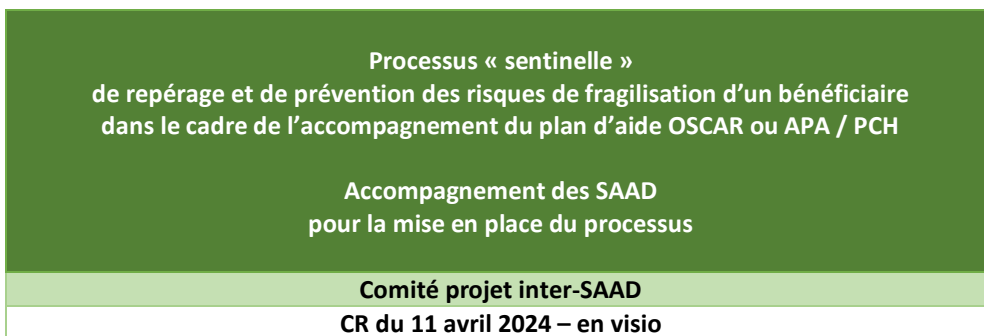 Processus « sentinelle »
de repérage et de prévention des risques de fragilisation d’un bénéficiaire
dans le cadre de l’accompagnement du plan d’aide OSCAR ou APA / PCH
Accompagnement des SAAD
pour la mise en place du processus
Comité projet inter-SAAD
CR du 11 avril 2024 – en visio